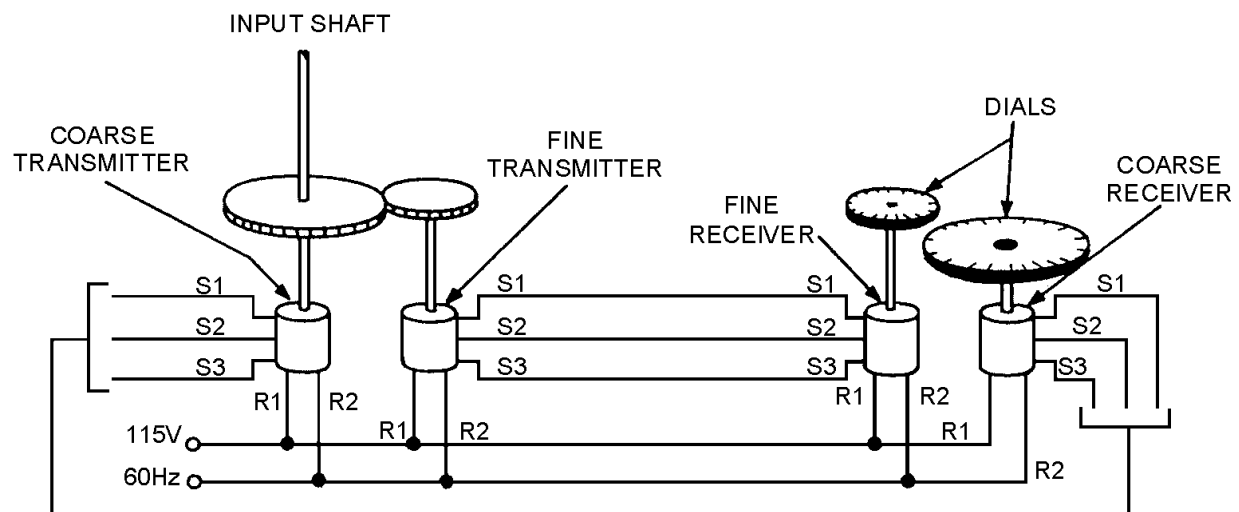 INPUT SHAFT
COARSE
TRANSMITTER
FINE
TRANSMITTER
DIALS
FINE
RECEIVER
COARSE
RECEIVER
S1
S2
S3
S1
S2
S3
S1
S2
S3
S1
S2
S3
R1
R2
R1
R2
R1
R2
R1
R2
115V
60Hz